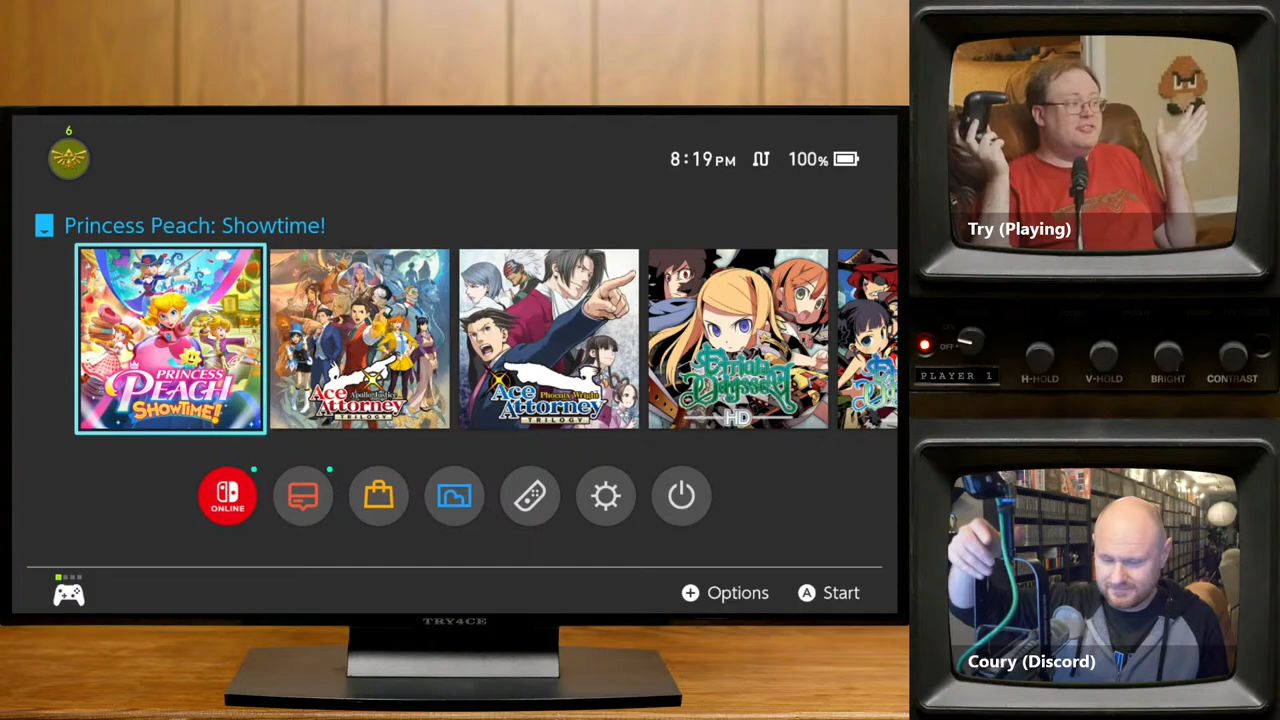 6
8:19 PM
100%
Princess Peach: Showtime!
PRINCESS
PEACH
SHOWTIME!
Ace
Apollo Justice
Attorney
TRILOGY
Ace
Phoenix Wright
Attorney
TRILOGY
Etrian
Odyssey
HD
ONLINE
Options
A
Start
TRY4CE
Try (Playing)
OFF
PLAYER 1
H-HOLD
V-HOLD
BRIGHT
CONTRAST
Coury (Discord)